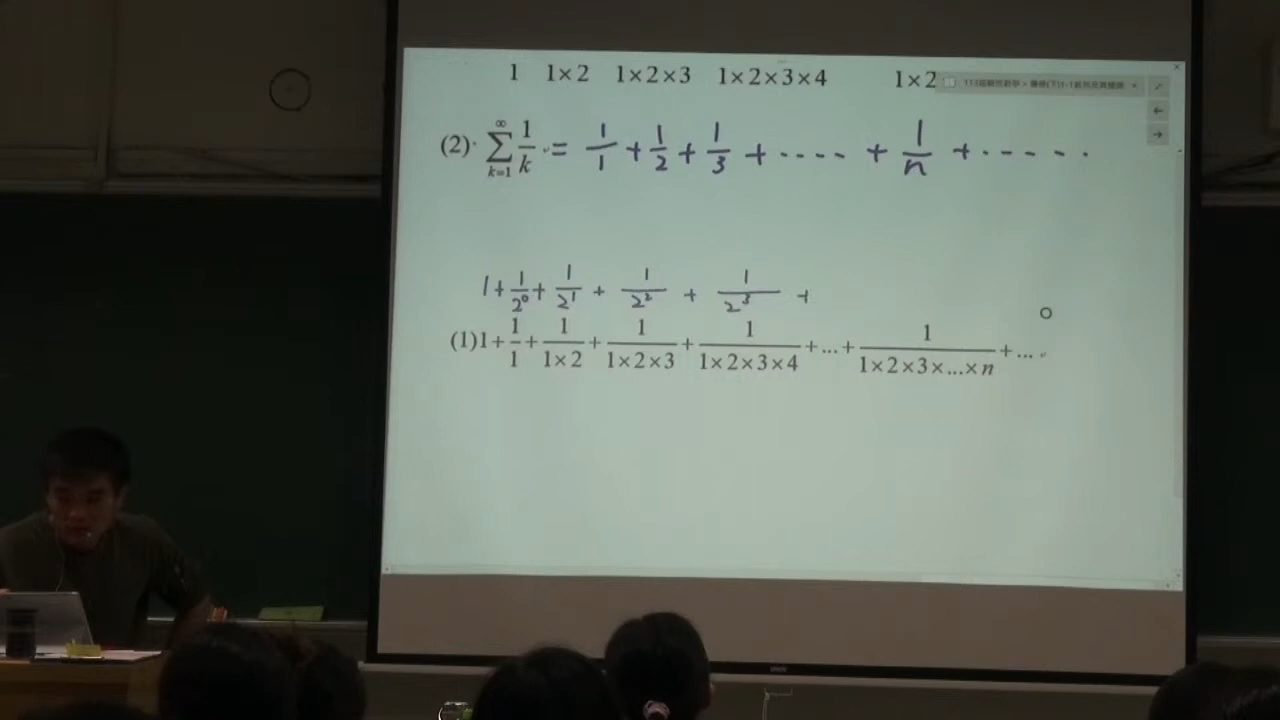 1 1×2 1×2×3 1×2×3×4 1×2
(2) ∑_{k=1}^{∞} 1/k = 1/1 + 1/2 + 1/3 + ---- + 1/n + -----
1 + 1/2⁰ + 1/2¹ + 1/2² + 1/2³ +
(1) 1 + 1/1 + 1/(1×2) + 1/(1×2×3) + 1/(1×2×3×4) + ... + 1/(1×2×3×...×n) + ...